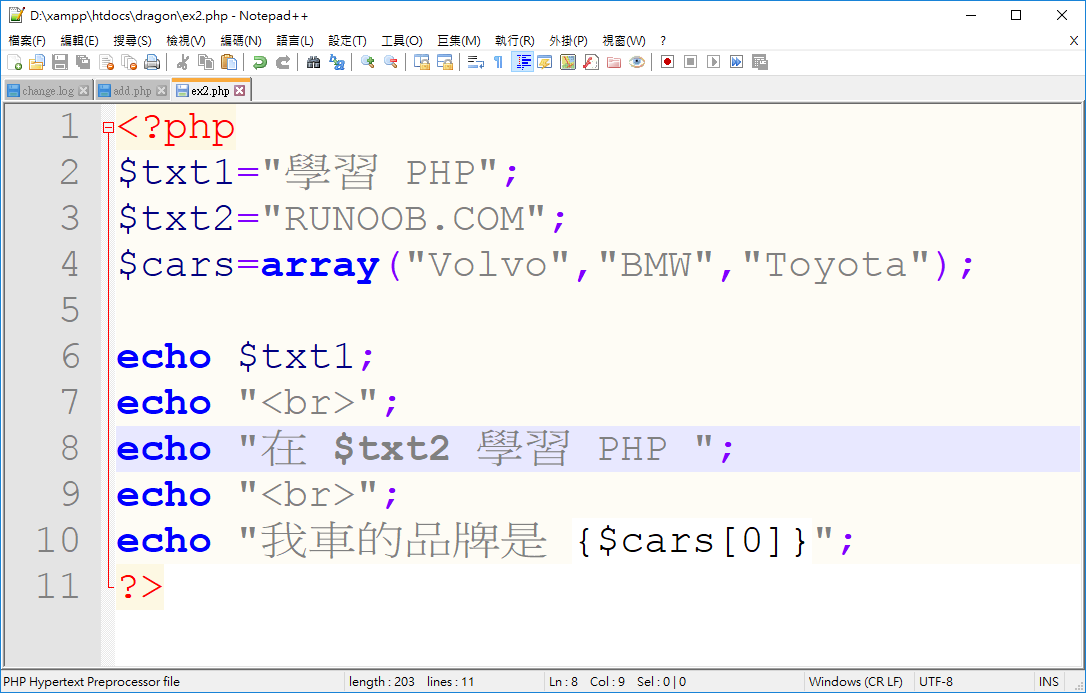 D:\xampp\htdocs\dragon\ex2.php - Notepad++
檔案(F) 編輯(E) 搜尋(S) 檢視(V) 編碼(N) 語言(L) 設定(T) 工具(O) 巨集(M) 執行(R) 外掛(P) 視窗(W) ? X
change.log add.php ex2.php
1 <?php
2 $txt1="學習 PHP";
3 $txt2="RUNOOB.COM";
4 $cars=array("Volvo","BMW","Toyota");
5
6 echo $txt1;
7 echo "<br>";
8 echo "在 $txt2 學習 PHP ";
9 echo "<br>";
10 echo "我車的品牌是 {$cars[0]}";
11 ?>
PHP Hypertext Preprocessor file length : 203 lines : 11 Ln : 8 Col : 9 Sel : 0 | 0 Windows (CR LF) UTF-8 INS